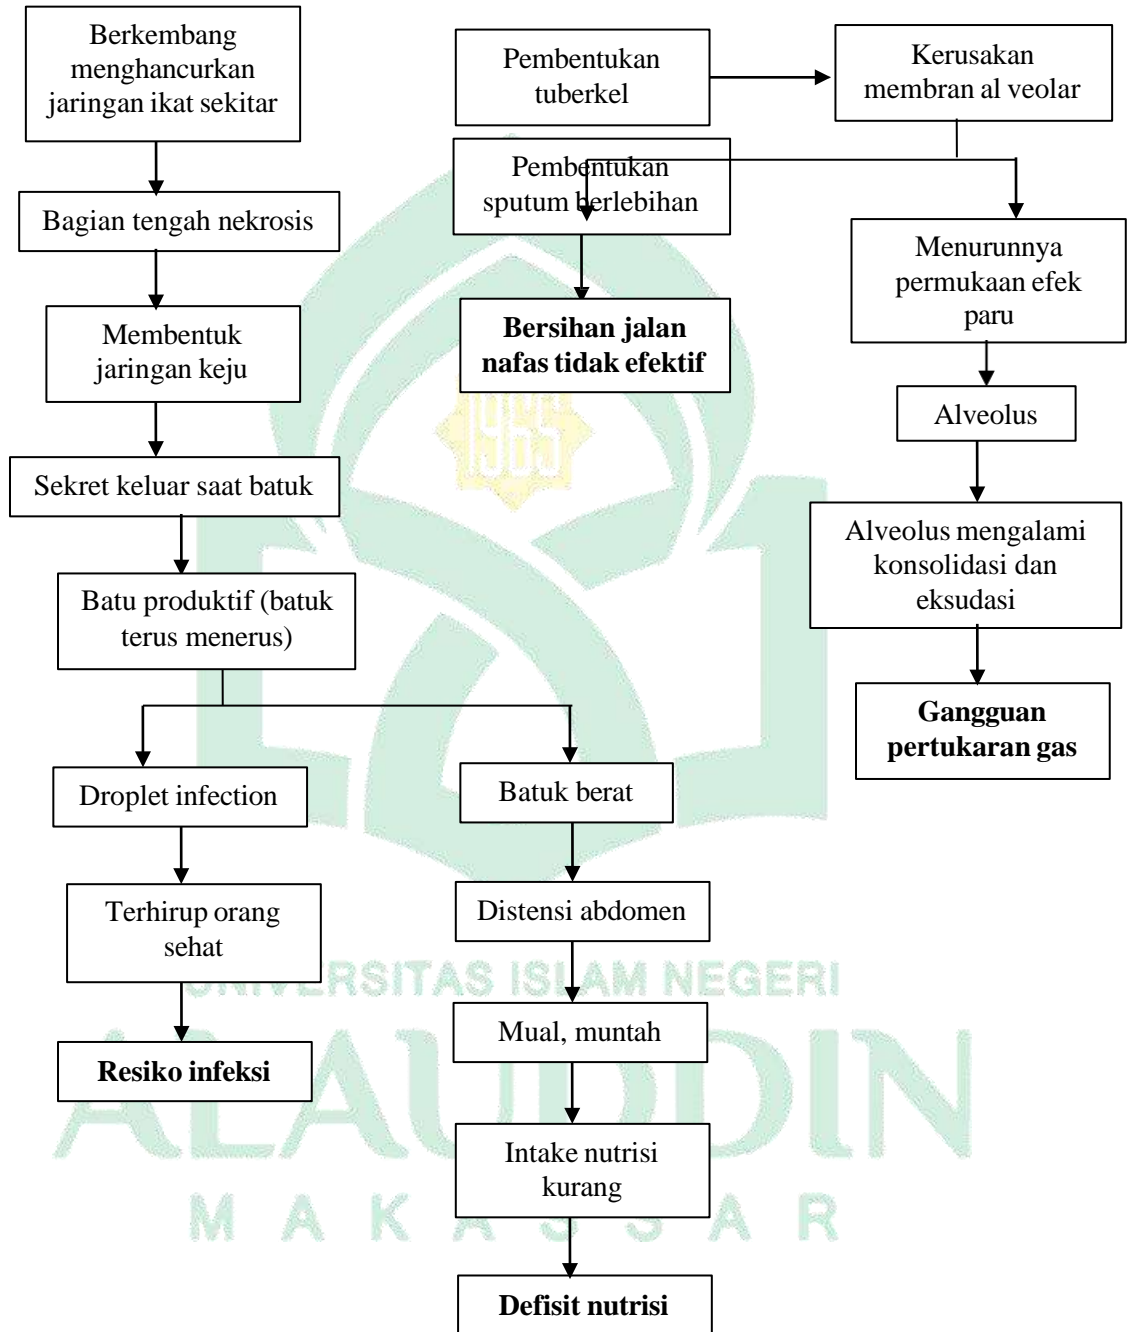 Berkembang
menghancurkan
jaringan ikat sekitar
Bagian tengah nekrosis
Membentuk
jaringan keju
Sekret keluar saat batuk
Batu produktif (batuk
terus menerus)
Droplet infection
Terhirup orang
sehat
Resiko infeksi
Pembentukan
tuberkel
Pembentukan
sputum berlebihan
Bersihan jalan
nafas tidak efektif
1965
Batuk berat
Distensi abdomen
Mual, muntah
Intake nutrisi
kurang
Defisit nutrisi
Kerusakan
membran al veolar
Menurunnya
permukaan efek
paru
Alveolus
Alveolus mengalami
konsolidasi dan
eksudasi
Gangguan
pertukaran gas
UNIVERSITAS ISLAM NEGERI
ALAUDDIN
MAKASSAR